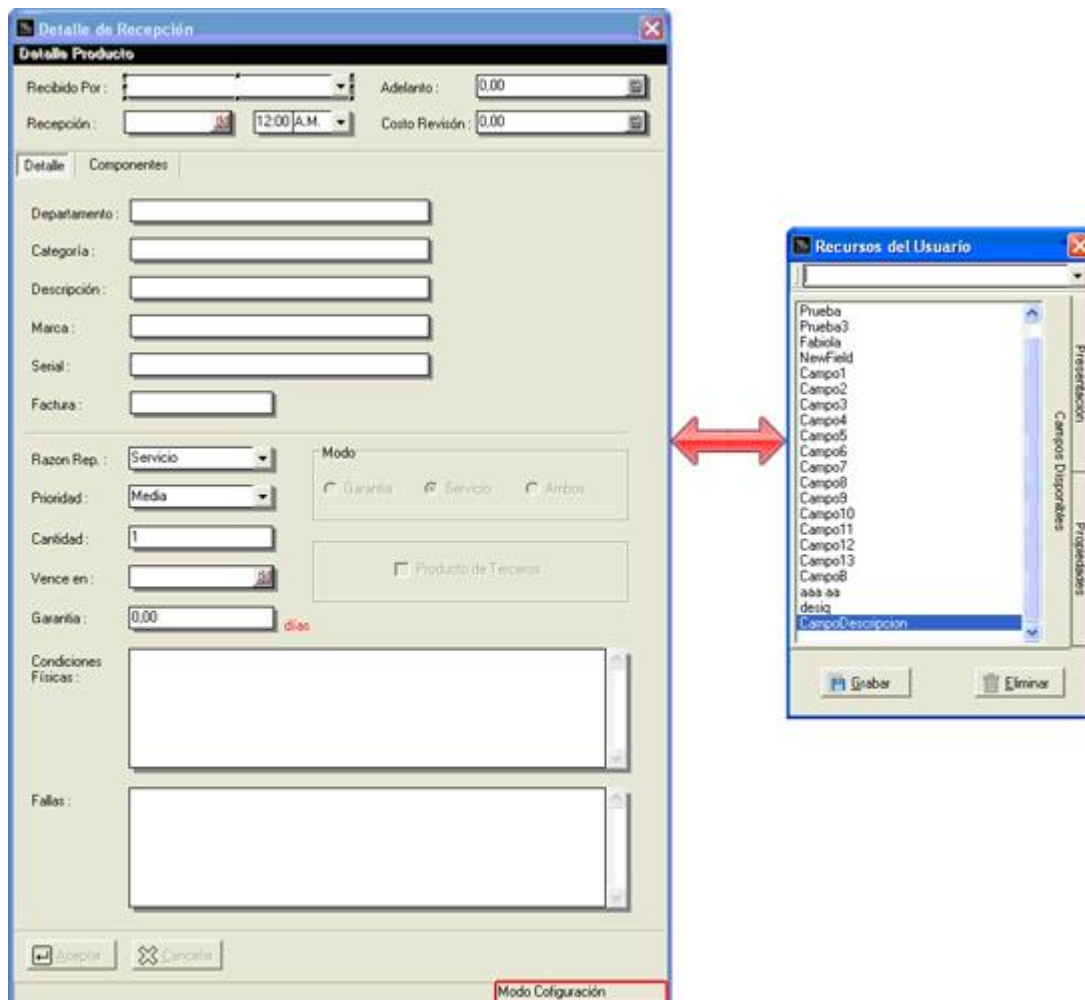 Detalle de Recepción
Detalle Producto
Recibido Por :
Adelanto : 0,00
Recepción : 12:00 A.M.
Costo Revisón : 0,00
Detalle Componentes
Departamento :
Categoría :
Descripción :
Marca :
Serial :
Factura :
Razon Rep. : Servicio
Modo
Garantia Servicio Ambos
Prioridad : Media
Cantidad : 1
Producto de Terceros
Vence en :
Garantia : 0,00 días
Condiciones
Físicas :
Fallas :
Aceptar Cancelar
Modo Cofiguración
Recursos del Usuario
Prueba
Prueba3
Fabiola
NewField
Campo1
Campo2
Campo3
Campo4
Campo5
Campo6
Campo7
Campo8
Campo9
Campo10
Campo11
Campo12
Campo13
CampoB
aaa aa
desiq
CampoDescripcion
Campos Disponibles
Presentación
Propiedades
Grabar Eliminar